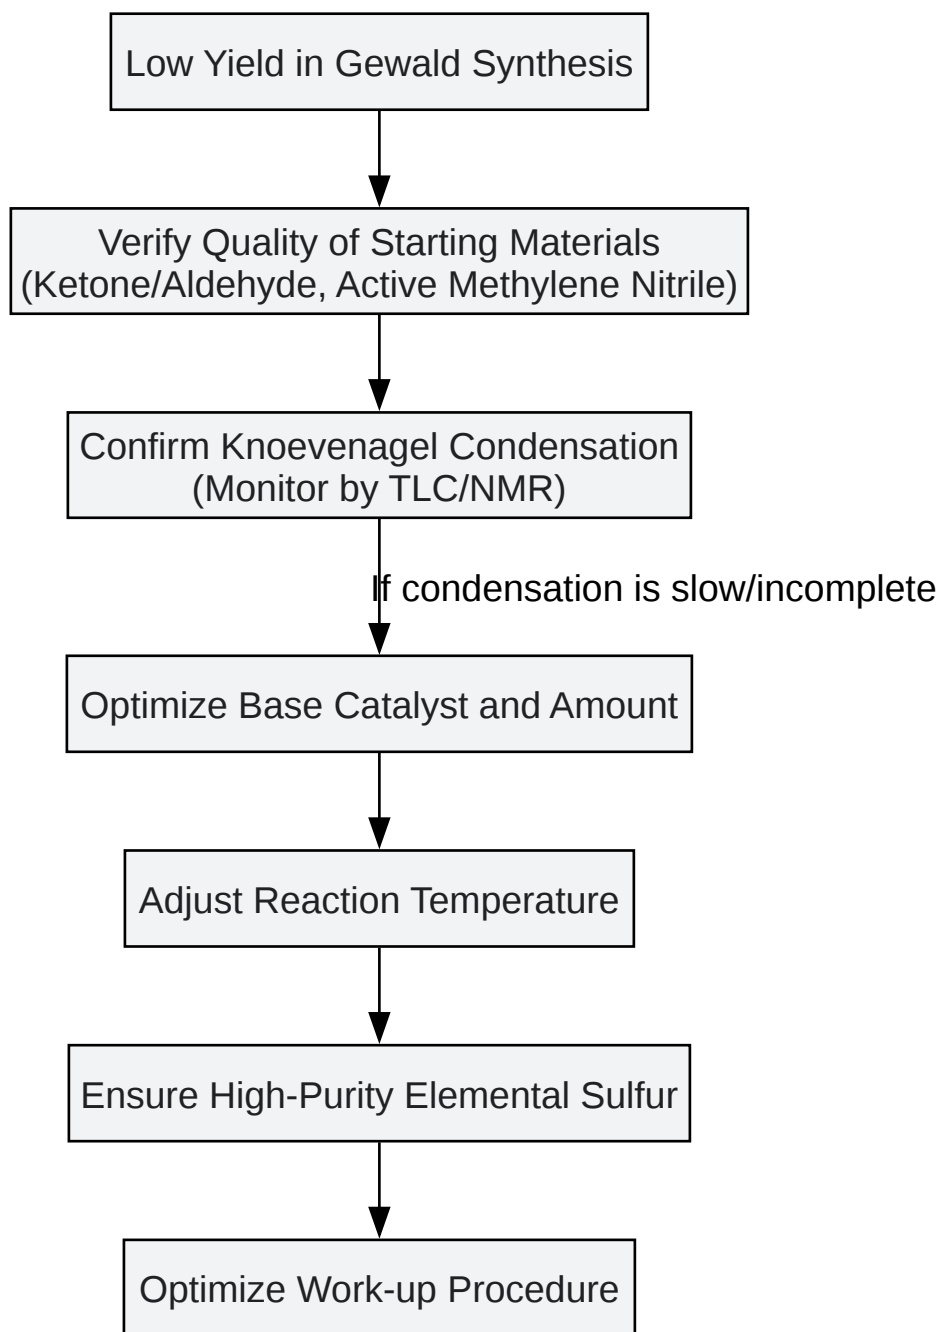 Low Yield in Gewald Synthesis
Verify Quality of Starting Materials
(Ketone/Aldehyde, Active Methylene Nitrile)
Confirm Knoevenagel Condensation
(Monitor by TLC/NMR)
If condensation is slow/incomplete
Optimize Base Catalyst and Amount
Adjust Reaction Temperature
Ensure High-Purity Elemental Sulfur
Optimize Work-up Procedure